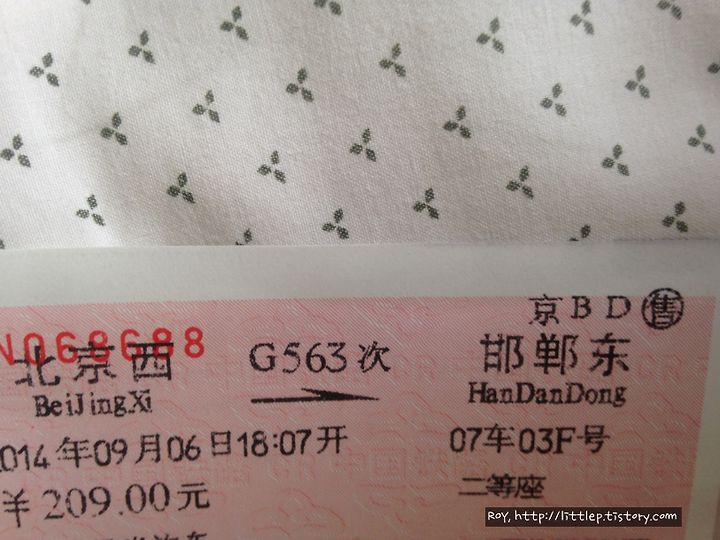 京BD售
N068688
北京西 G563次 邯郸东
BeiJingXi HanDanDong
2014年09月06日18:07开 07车03F号
￥209.00元 二等座
Roy, http://littlep.tistory.com